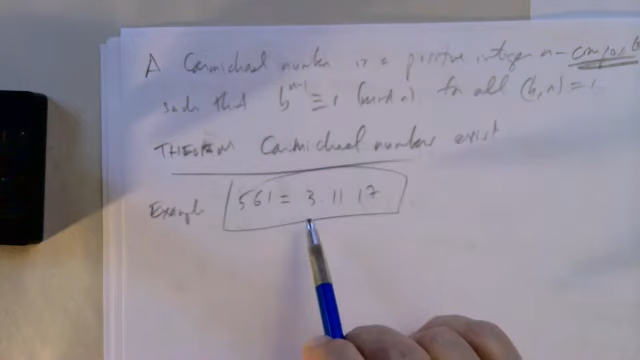 A Carmichael number is a positive integer n - composite
such that b^{n-1} ≡ 1 (mod n) for all (b,n) = 1
THEOREM Carmichael numbers exist
Example 561 = 3 · 11 · 17